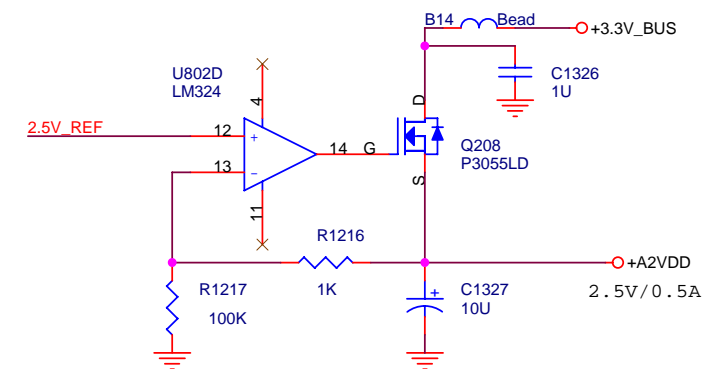 B14 Bead +3.3V_BUS
U802D
LM324
C1326
1U
4
D
2.5V_REF 12 +
14 G
Q208
P3055LD
13 −
S
11
R1216
+A2VDD
R1217 1K C1327 2.5V/0.5A
100K 10U
+